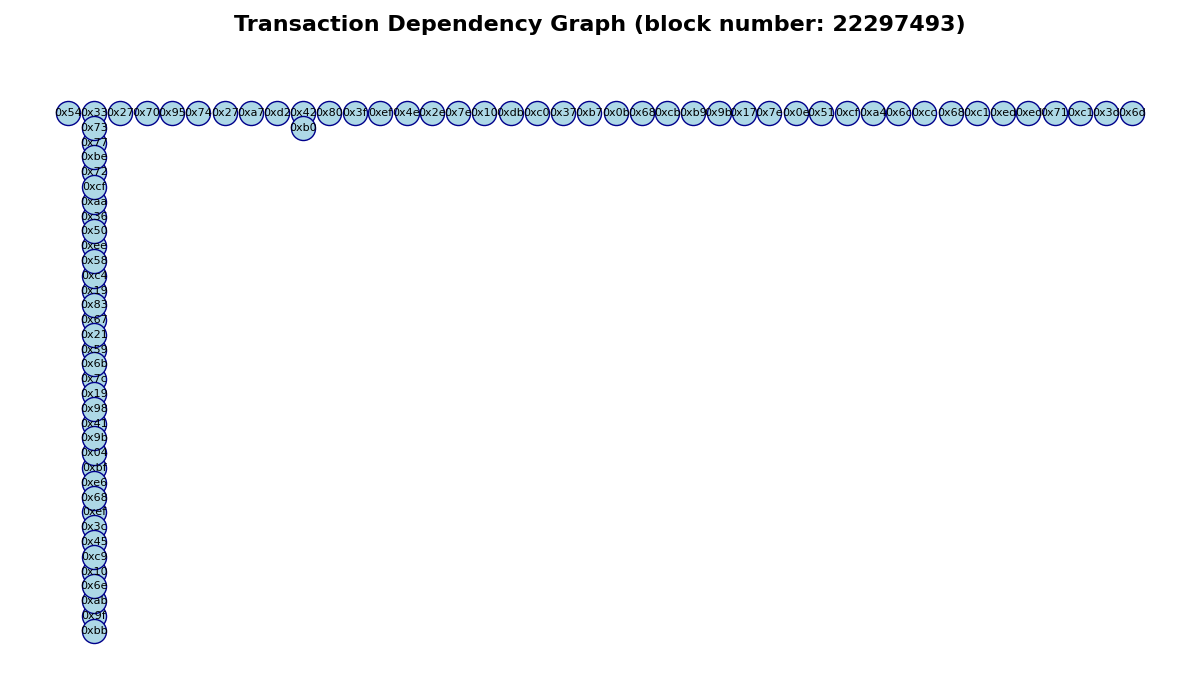 Transaction Dependency Graph (block number: 22297493)
0x54 0x33 0x27 0x70 0x95 0x74 0x27 0xa7 0xd2 0x42 0x80 0x3f 0xef 0x4e 0x2e 0x7e 0x10 0xdb 0xc0 0x37 0xb7 0x0b 0x68 0xcb 0xb9 0x9b 0x17 0x7e 0x0e 0x51 0xcf 0xa4 0x6c 0xcc 0x68 0xc1 0xed 0xed 0x71 0xc1 0x3d 0x6d
0x73 0xb0
0x77
0xbe
0x72
0xcf
0xaa
0x36
0x50
0xee
0x58
0xc4
0x19
0x83
0x67
0x21
0x59
0x6b
0x7c
0x19
0x98
0x41
0x9b
0x04
0xbf
0xe6
0x68
0xef
0x3c
0x45
0xc9
0x10
0x6e
0xab
0x9f
0xbb